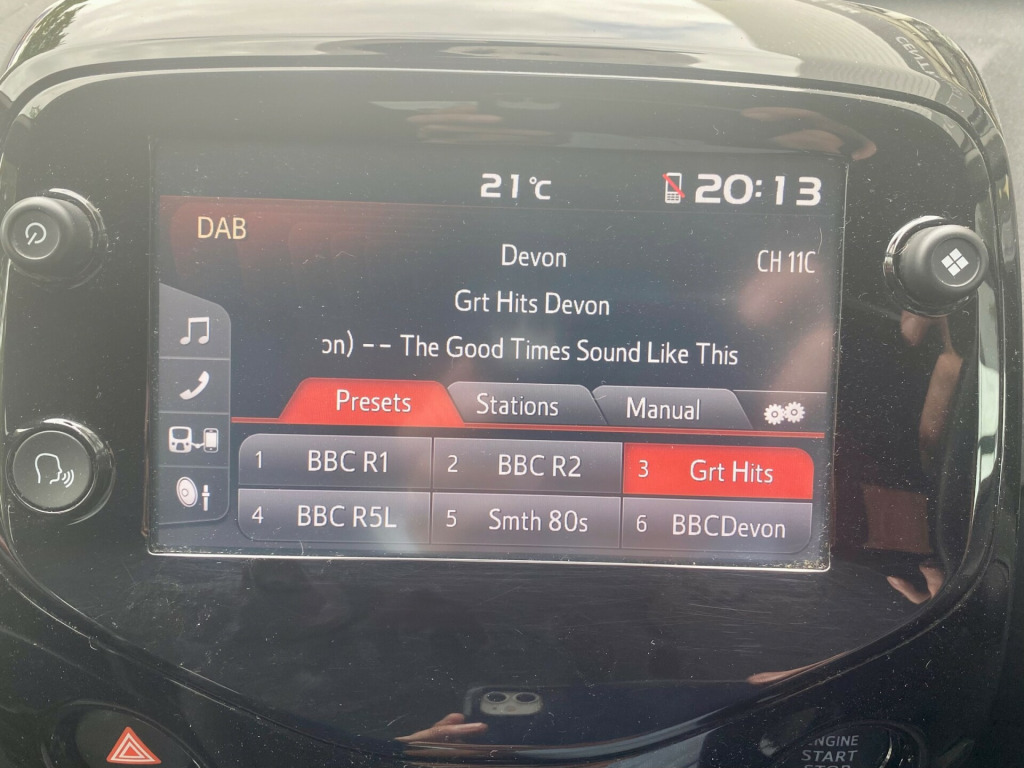 21°C 20:13
DAB
Devon CH 11C
Grt Hits Devon
on) -- The Good Times Sound Like This
Presets Stations Manual
1 BBC R1 2 BBC R2 3 Grt Hits
4 BBC R5L 5 Smth 80s 6 BBCDevon
ENGINE
START
STOP